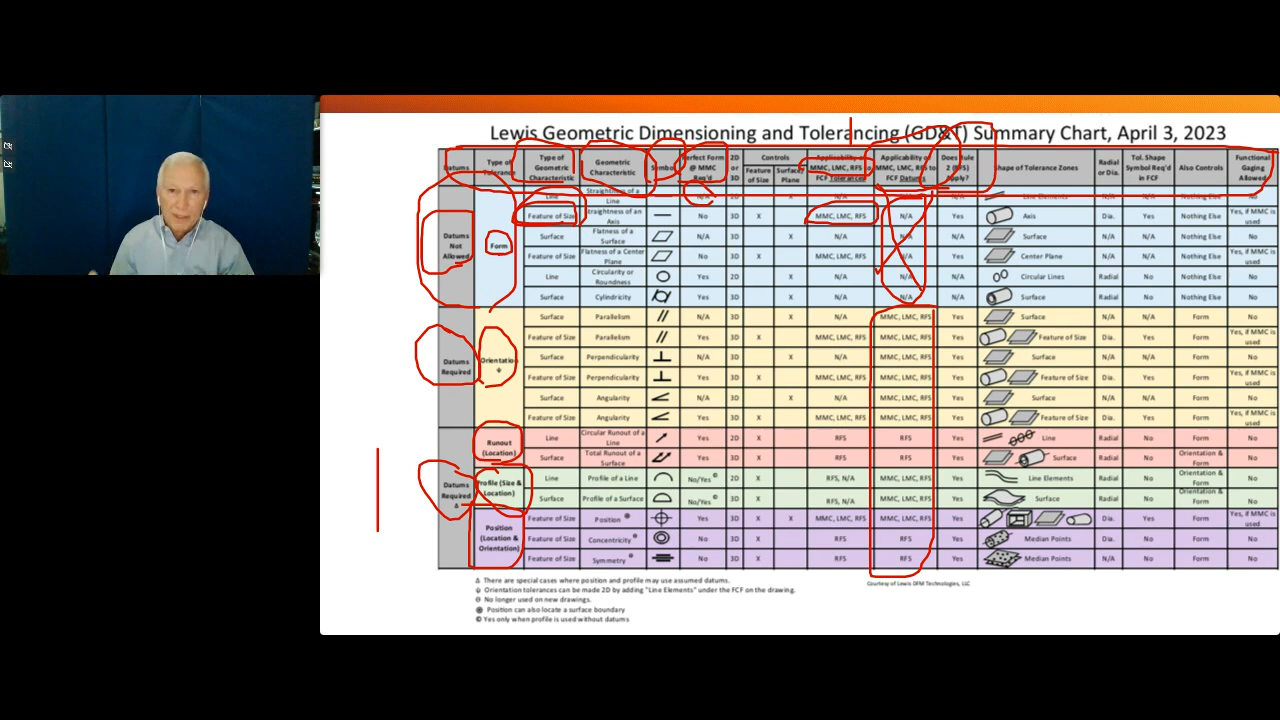 Lewis Geometric Dimensioning and Tolerancing (GD&T) Summary Chart, April 3, 2023
Datums Type of Tolerance Type of Geometric Characteristic Geometric Characteristic Symbol Perfect Form @ MMC Req'd 2D or 3D Controls Feature of Size Surface/Plane Applicability of MMC, LMC, RFS to FCF Tolerances Applicability of MMC, LMC, RFS to FCF Datums Does Rule 2 (RFS) Apply? Shape of Tolerance Zones Radial or Dia. Tol. Shape Symbol Req'd in FCF Also Controls Functional Gaging Allowed
Datums Not Allowed
Form
Line Straightness of a Line N/A Line Elements No
Feature of Size Straightness of an Axis No 3D X MMC, LMC, RFS N/A Yes Axis Dia. Yes Nothing Else Yes, if MMC is used
Surface Flatness of a Surface N/A 3D X N/A N/A N/A Surface N/A N/A Nothing Else No
Feature of Size Flatness of a Center Plane No 3D X MMC, LMC, RFS N/A Yes Center Plane N/A No Nothing Else Yes, if MMC is used
Line Circularity or Roundness Yes 2D X N/A N/A N/A Circular Lines Radial No Nothing Else No
Surface Cylindricity Yes 3D X N/A N/A N/A Surface Radial No Nothing Else No
Datums Required
Orientation ψ
Surface Parallelism // N/A 3D X N/A MMC, LMC, RFS Yes Surface N/A N/A Form No
Feature of Size Parallelism // Yes 3D X MMC, LMC, RFS MMC, LMC, RFS Yes Feature of Size Dia. Yes Form Yes, if MMC is used
Surface Perpendicularity N/A 3D X N/A MMC, LMC, RFS Yes Surface N/A N/A Form No
Feature of Size Perpendicularity Yes 3D X MMC, LMC, RFS MMC, LMC, RFS Yes Feature of Size Dia. Yes Form Yes, if MMC is used
Surface Angularity N/A 3D X N/A MMC, LMC, RFS Yes Surface N/A N/A Form No
Feature of Size Angularity Yes 3D X MMC, LMC, RFS MMC, LMC, RFS Yes Feature of Size Dia. Yes Form Yes, if MMC is used
Datums Required Δ
Runout (Location)
Line Circular Runout of a Line Yes 2D X RFS RFS Yes Line Radial No Form No
Surface Total Runout of a Surface Yes 3D X RFS RFS Yes Surface Radial No Orientation & Form No
Profile (Size & Location)
Line Profile of a Line No/Yes 2D X RFS, N/A MMC, LMC, RFS Yes Line Elements Radial No Orientation & Form No
Surface Profile of a Surface No/Yes 3D X RFS, N/A MMC, LMC, RFS Yes Surface Radial No Orientation & Form No
Position (Location & Orientation)
Feature of Size Position Yes 3D X X MMC, LMC, RFS MMC, LMC, RFS Yes Dia. Yes Form Yes, if MMC is used
Feature of Size Concentricity No 3D X RFS RFS Yes Median Points Dia. Yes Form No
Feature of Size Symmetry No 3D X RFS RFS Yes Median Points N/A No Form No
Δ There are special cases where position and profile may use assumed datums.
ψ Orientation tolerances can be made 2D by adding "Line Elements" under the FCF on the drawing.
Θ No longer used on new drawings.
Position can also locate a surface boundary
© Yes only when profile is used without datums
Courtesy of Lewis DFM Technologies, LLC